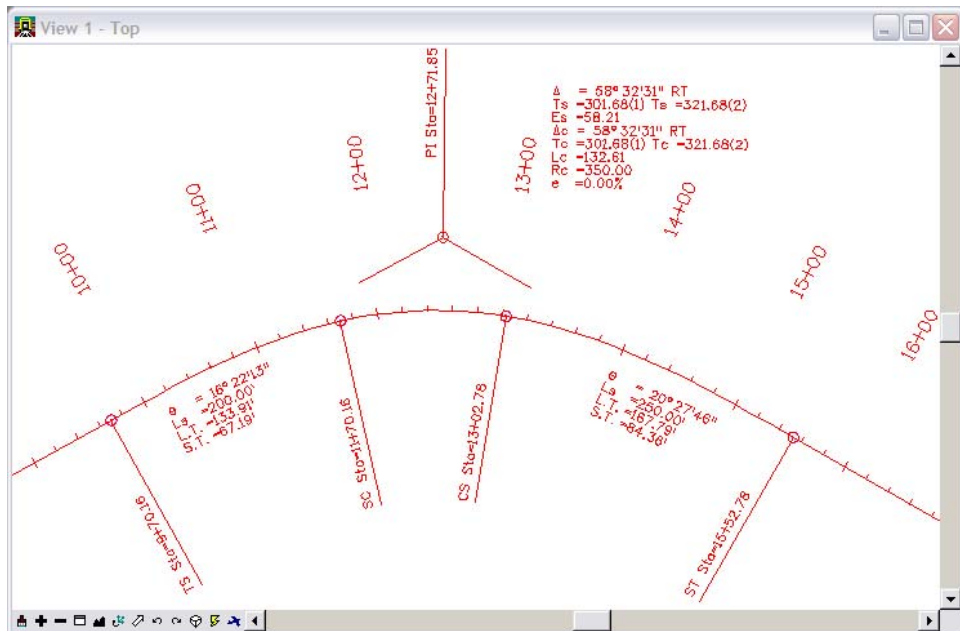 View 1 - Top
PI Sta=12+71.85
Δ = 58° 32'31" RT
Ts =301.68(1) Ts =321.68(2)
Es =58.21
Δc = 58° 32'31" RT
Tc =301.68(1) Tc =321.68(2)
Lc =132.61
Rc =350.00
e =0.00%
10+00
11+00
12+00
13+00
14+00
15+00
16+00
θ = 16° 22'13"
Ls =200.00'
L.T. =133.91'
S.T. =67.19'
θ = 20° 27'46"
Ls =250.00'
L.T. =167.79'
S.T. =84.36'
TS Sta=9+70.16
SC Sta=11+70.16
CS Sta=13+02.78
ST Sta=15+52.78